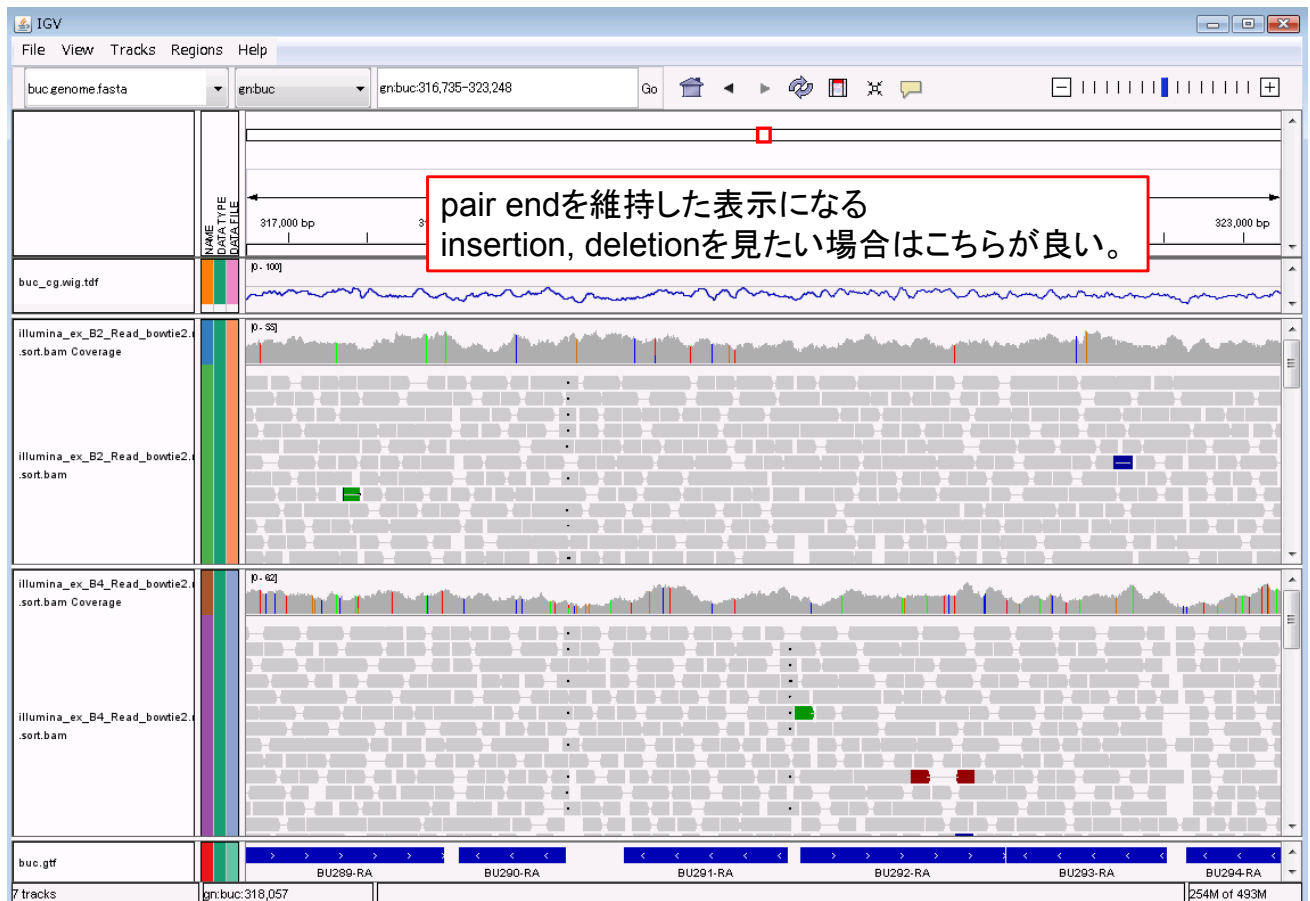 IGV
File View Tracks Regions Help
buc.genome.fasta
gn:buc
gn:buc:316,735-323,248
Go
NAME
DATA TYPE
DATA FILE
317,000 bp
323,000 bp
pair endを維持した表示になる
insertion, deletionを見たい場合はこちらが良い。
buc_cg.wig.tdf
[0 - 100]
illumina_ex_B2_Read_bowtie2.
.sort.bam Coverage
[0 - 55]
illumina_ex_B2_Read_bowtie2.
.sort.bam
illumina_ex_B4_Read_bowtie2.
.sort.bam Coverage
[0 - 62]
illumina_ex_B4_Read_bowtie2.
.sort.bam
buc.gtf
BU289-RA BU290-RA BU291-RA BU292-RA BU293-RA BU294-RA
7 tracks
gn:buc:318,057
254M of 493M